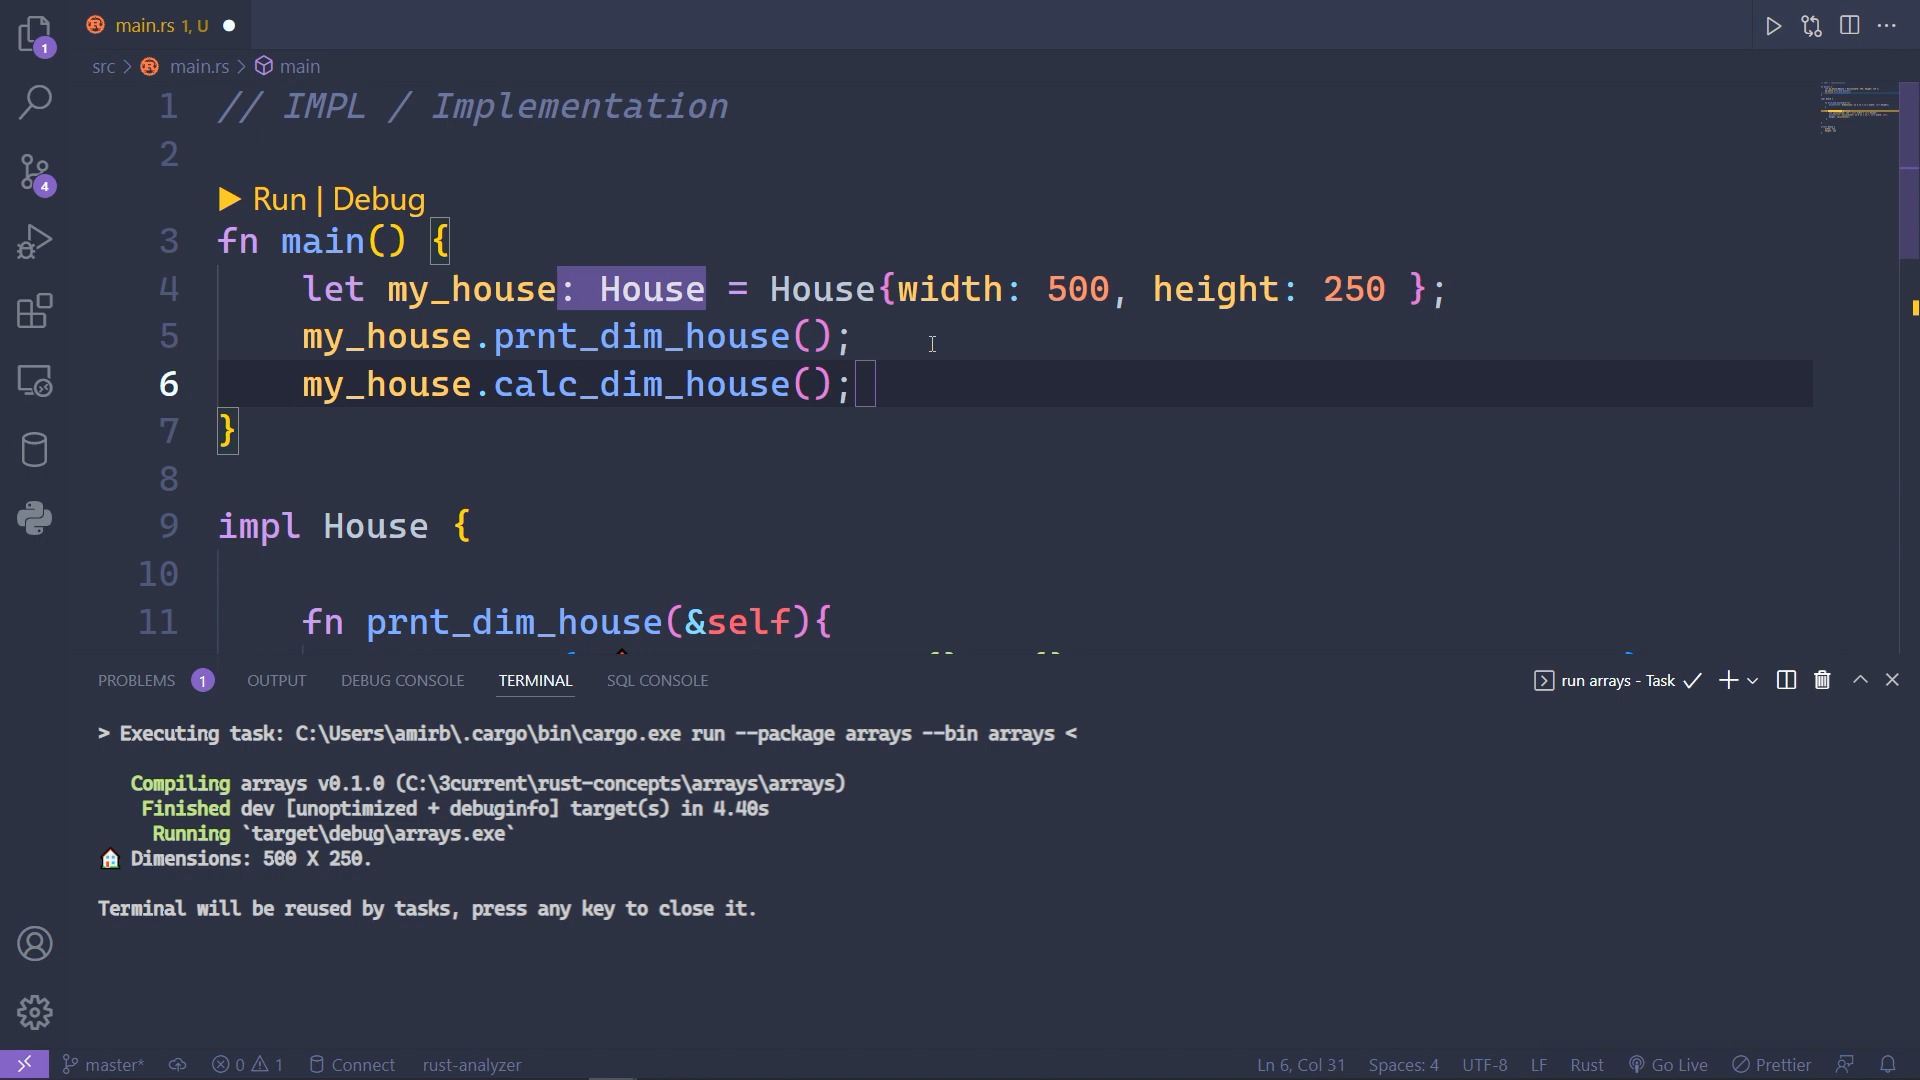 1
main.rs 1, U
src > main.rs > main
1 // IMPL / Implementation
2
Run | Debug
3 fn main() {
4 let my_house: House = House{width: 500, height: 250 };
5 my_house.prnt_dim_house();
6 my_house.calc_dim_house();
7 }
8
9 impl House {
10
11 fn prnt_dim_house(&self){
4
PROBLEMS 1 OUTPUT DEBUG CONSOLE TERMINAL SQL CONSOLE run arrays - Task
> Executing task: C:\Users\amirb\.cargo\bin\cargo.exe run --package arrays --bin arrays <
Compiling arrays v0.1.0 (C:\3current\rust-concepts\arrays\arrays)
Finished dev [unoptimized + debuginfo] target(s) in 4.40s
Running `target\debug\arrays.exe`
🏠 Dimensions: 500 X 250.
Terminal will be reused by tasks, press any key to close it.
master* 0 1 Connect rust-analyzer Ln 6, Col 31 Spaces: 4 UTF-8 LF Rust Go Live Prettier